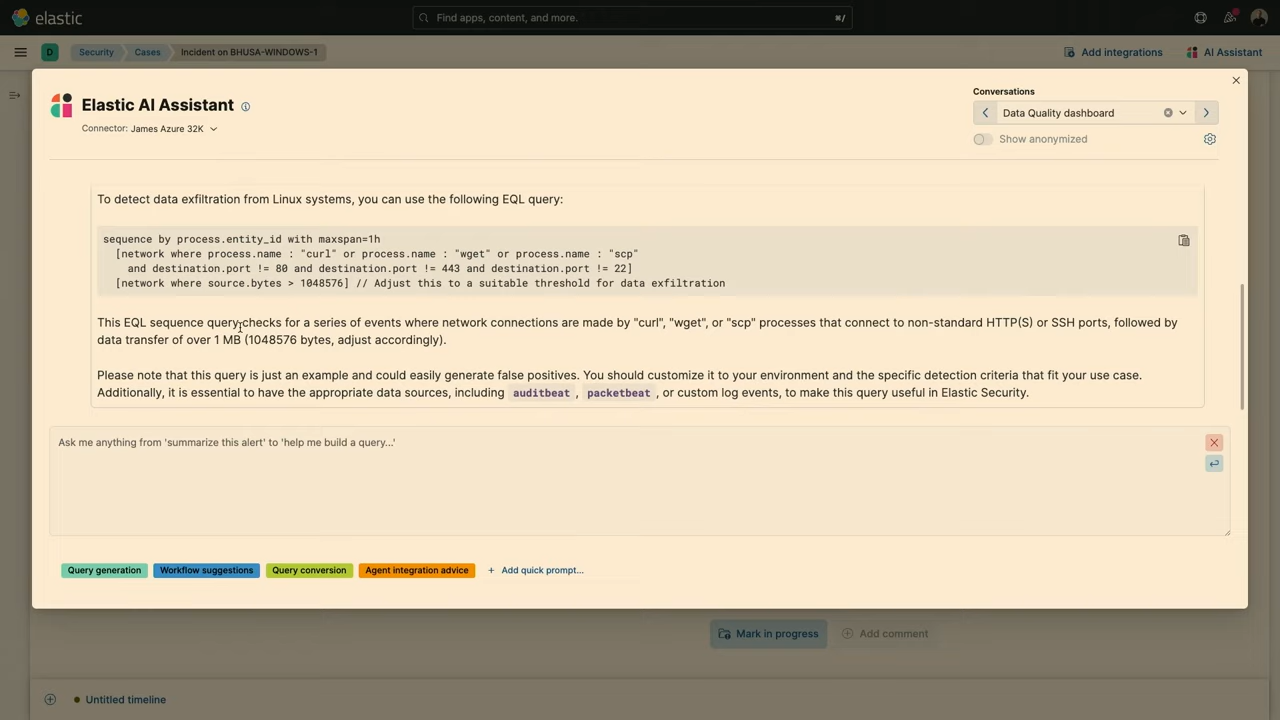 elastic
Find apps, content, and more.
⌘/
D
Security
Cases
Incident on BHUSA-WINDOWS-1
Add integrations
AI Assistant
Elastic AI Assistant
Connector: James Azure 32K
Conversations
Data Quality dashboard
Show anonymized
To detect data exfiltration from Linux systems, you can use the following EQL query:
sequence by process.entity_id with maxspan=1h
[network where process.name : "curl" or process.name : "wget" or process.name : "scp"
and destination.port != 80 and destination.port != 443 and destination.port != 22]
[network where source.bytes > 1048576] // Adjust this to a suitable threshold for data exfiltration
This EQL sequence query checks for a series of events where network connections are made by "curl", "wget", or "scp" processes that connect to non-standard HTTP(S) or SSH ports, followed by
data transfer of over 1 MB (1048576 bytes, adjust accordingly).
Please note that this query is just an example and could easily generate false positives. You should customize it to your environment and the specific detection criteria that fit your use case.
Additionally, it is essential to have the appropriate data sources, including auditbeat, packetbeat, or custom log events, to make this query useful in Elastic Security.
Ask me anything from 'summarize this alert' to 'help me build a query...'
Query generation
Workflow suggestions
Query conversion
Agent integration advice
+ Add quick prompt...
Mark in progress
Add comment
Untitled timeline